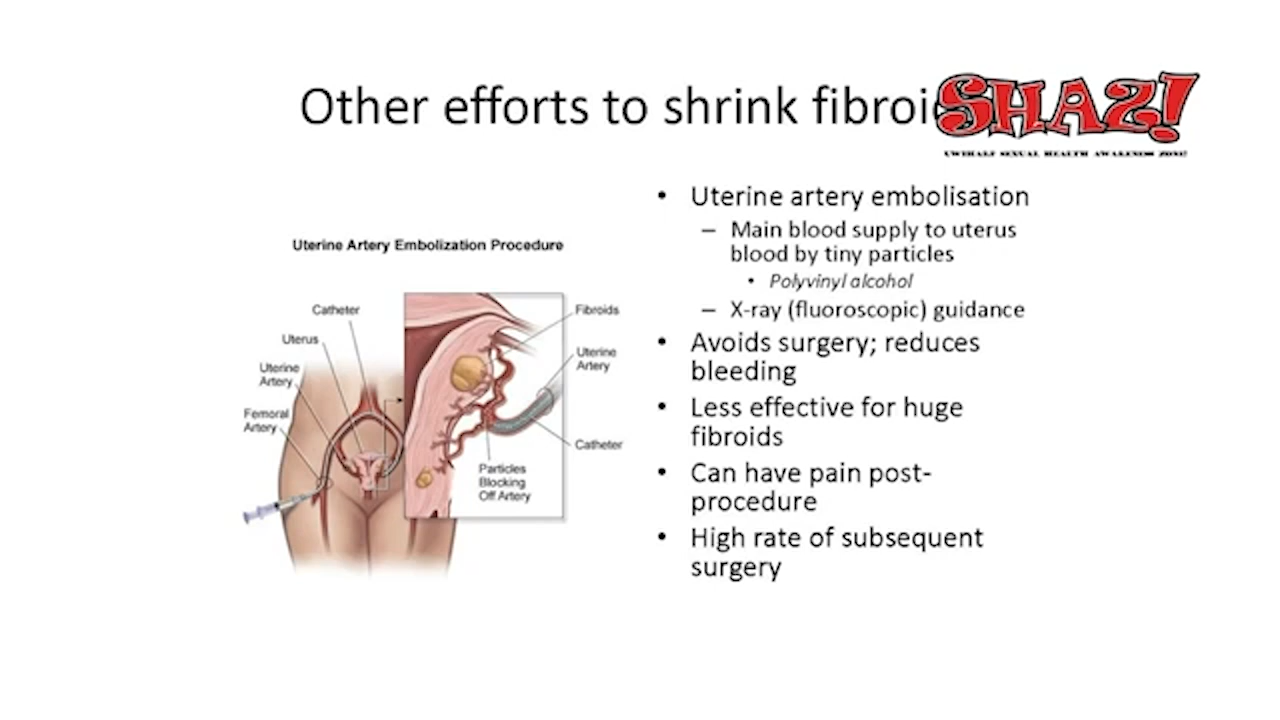 Other efforts to shrink fibroi
SHAZ!
Uterine artery embolisation
Main blood supply to uterus
blood by tiny particles
Polyvinyl alcohol
X-ray (fluoroscopic) guidance
Avoids surgery; reduces
bleeding
Less effective for huge
fibroids
Can have pain post-
procedure
High rate of subsequent
surgery
Uterine Artery Embolization Procedure
Catheter
Uterus
Uterine
Artery
Femoral
Artery
Fibroids
Uterine
Artery
Catheter
Particles
Blocking
Off Artery